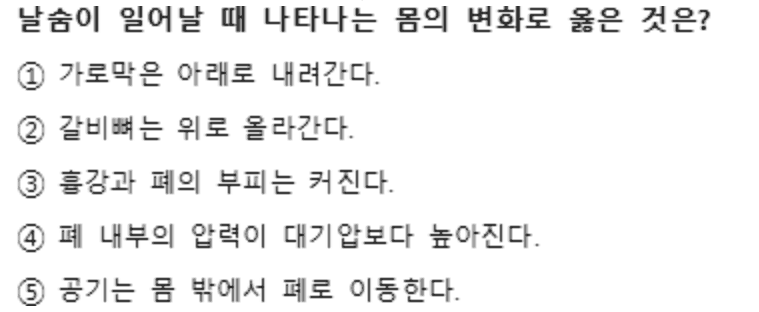 날숨이 일어날 때 나타나는 몸의 변화로 옳은 것은?
① 가로막은 아래로 내려간다.
② 갈비뼈는 위로 올라간다.
③ 흉강과 폐의 부피는 커진다.
④ 폐 내부의 압력이 대기압보다 높아진다.
⑤ 공기는 몸 밖에서 폐로 이동한다.